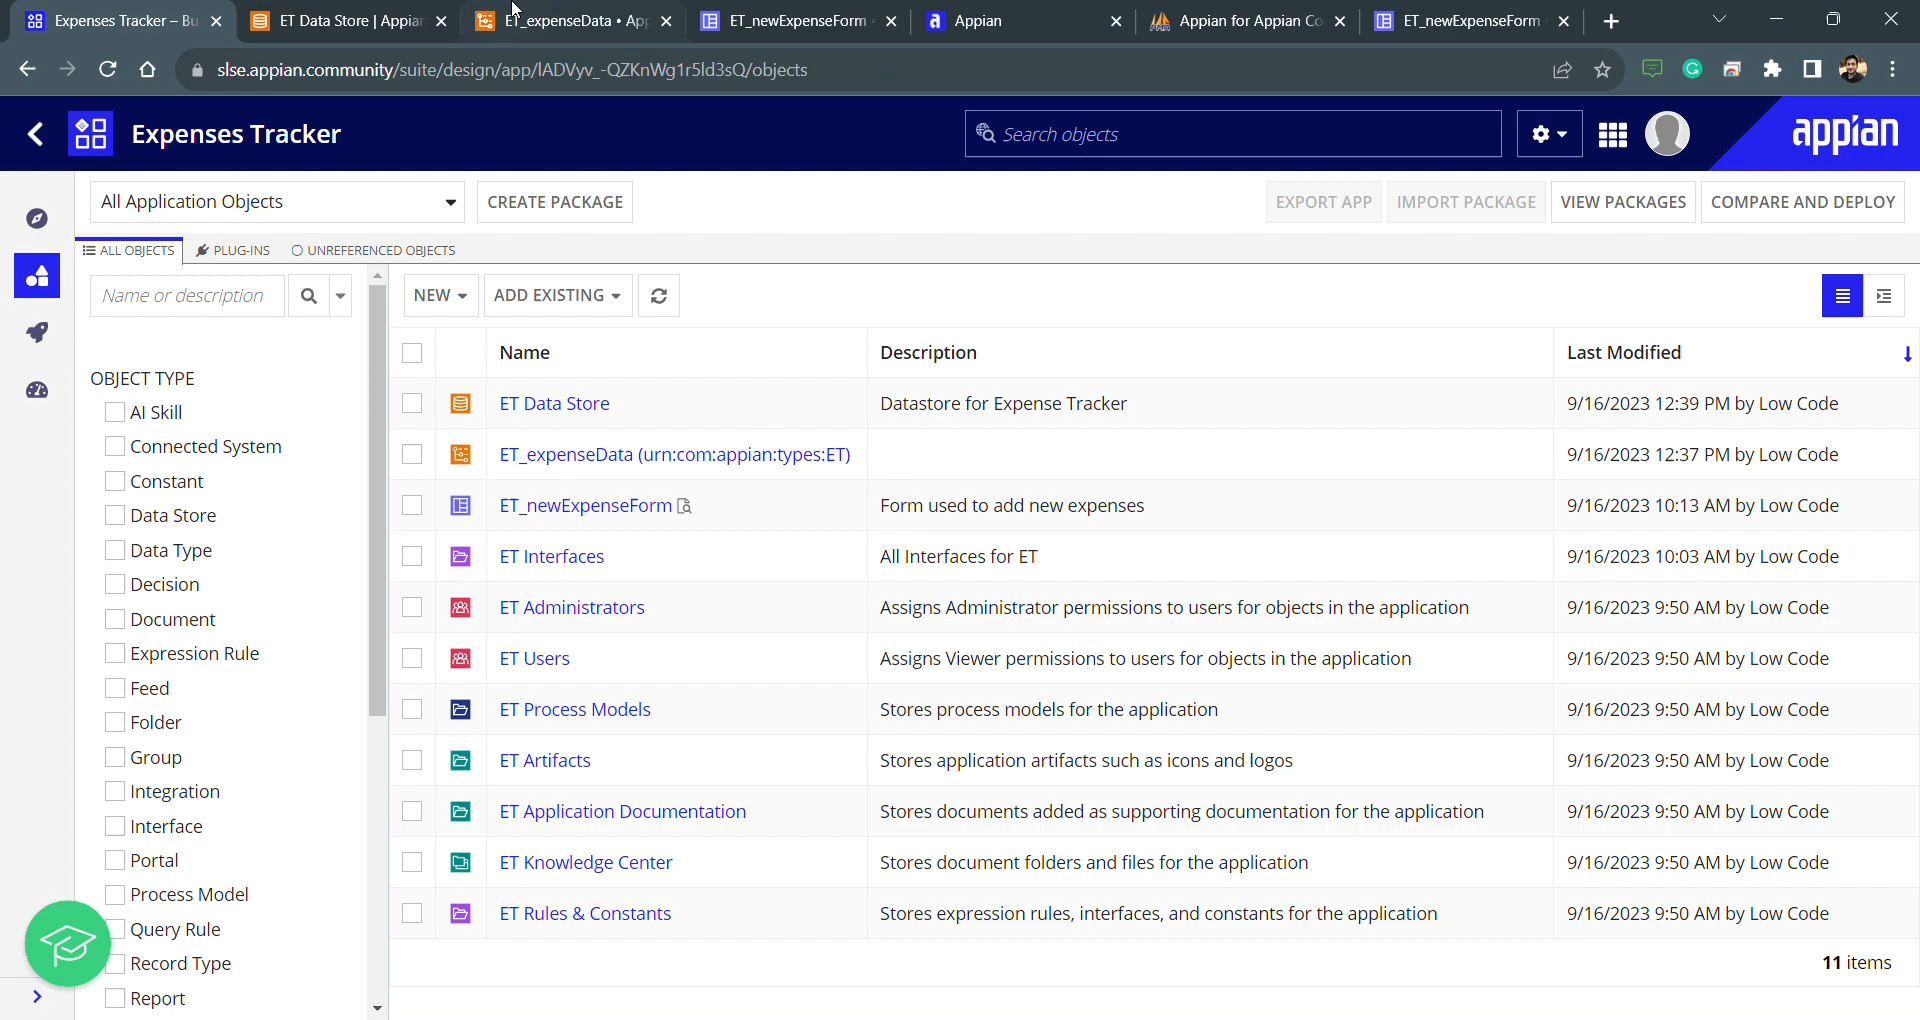 Expenses Tracker – Bu
ET Data Store | Appian
ET_expenseData • App
ET_newExpenseForm
Appian
Appian for Appian Co
ET_newExpenseForm
slse.appian.community/suite/design/app/lADVyv_-QZKnWg1r5ld3sQ/objects
Expenses Tracker
Search objects
appian
All Application Objects
CREATE PACKAGE
EXPORT APP
IMPORT PACKAGE
VIEW PACKAGES
COMPARE AND DEPLOY
ALL OBJECTS
PLUG-INS
UNREFERENCED OBJECTS
Name or description
NEW
ADD EXISTING
OBJECT TYPE
AI Skill
Connected System
Constant
Data Store
Data Type
Decision
Document
Expression Rule
Feed
Folder
Group
Integration
Interface
Portal
Process Model
Query Rule
Record Type
Report
Name Description Last Modified
ET Data Store Datastore for Expense Tracker 9/16/2023 12:39 PM by Low Code
ET_expenseData (urn:com:appian:types:ET) 9/16/2023 12:37 PM by Low Code
ET_newExpenseForm Form used to add new expenses 9/16/2023 10:13 AM by Low Code
ET Interfaces All Interfaces for ET 9/16/2023 10:03 AM by Low Code
ET Administrators Assigns Administrator permissions to users for objects in the application 9/16/2023 9:50 AM by Low Code
ET Users Assigns Viewer permissions to users for objects in the application 9/16/2023 9:50 AM by Low Code
ET Process Models Stores process models for the application 9/16/2023 9:50 AM by Low Code
ET Artifacts Stores application artifacts such as icons and logos 9/16/2023 9:50 AM by Low Code
ET Application Documentation Stores documents added as supporting documentation for the application 9/16/2023 9:50 AM by Low Code
ET Knowledge Center Stores document folders and files for the application 9/16/2023 9:50 AM by Low Code
ET Rules & Constants Stores expression rules, interfaces, and constants for the application 9/16/2023 9:50 AM by Low Code
11 items